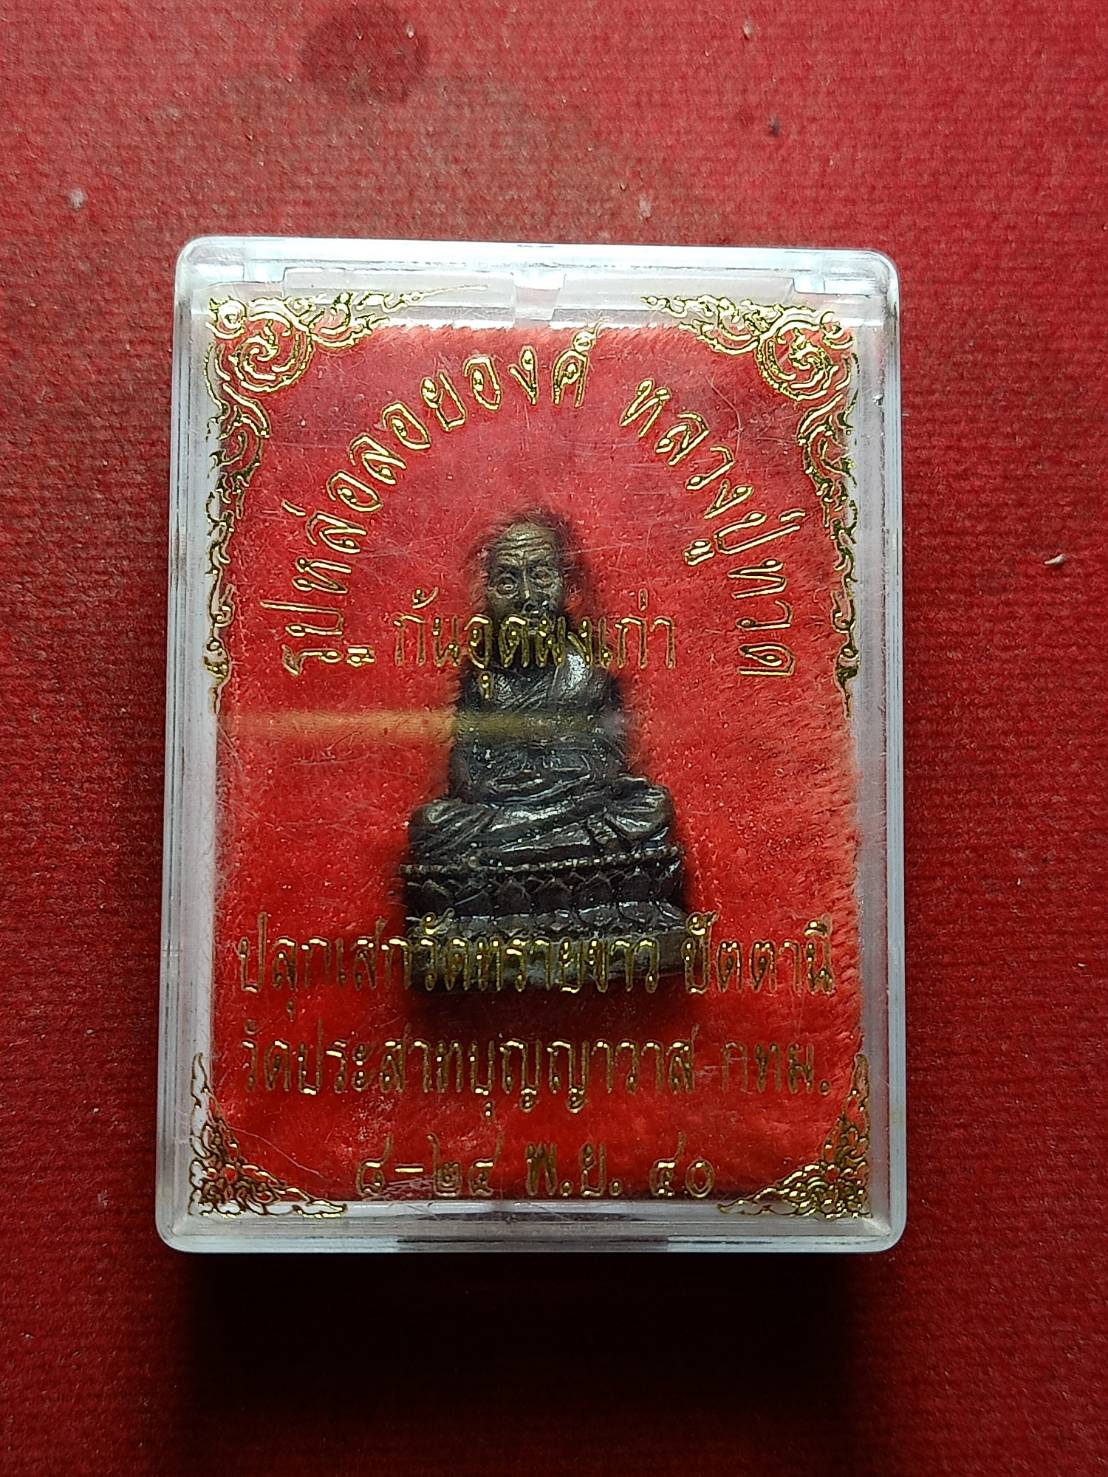 รูปหล่อลอยองค์ หลวงปู่ทวด
ก้นอุดผงเก่า
ปลุกเสกวัดทรายขาว ปัตตานี
วัดประสาทบุญญาวาส กทม.
๘-๒๕ พ.ย. ๔๐